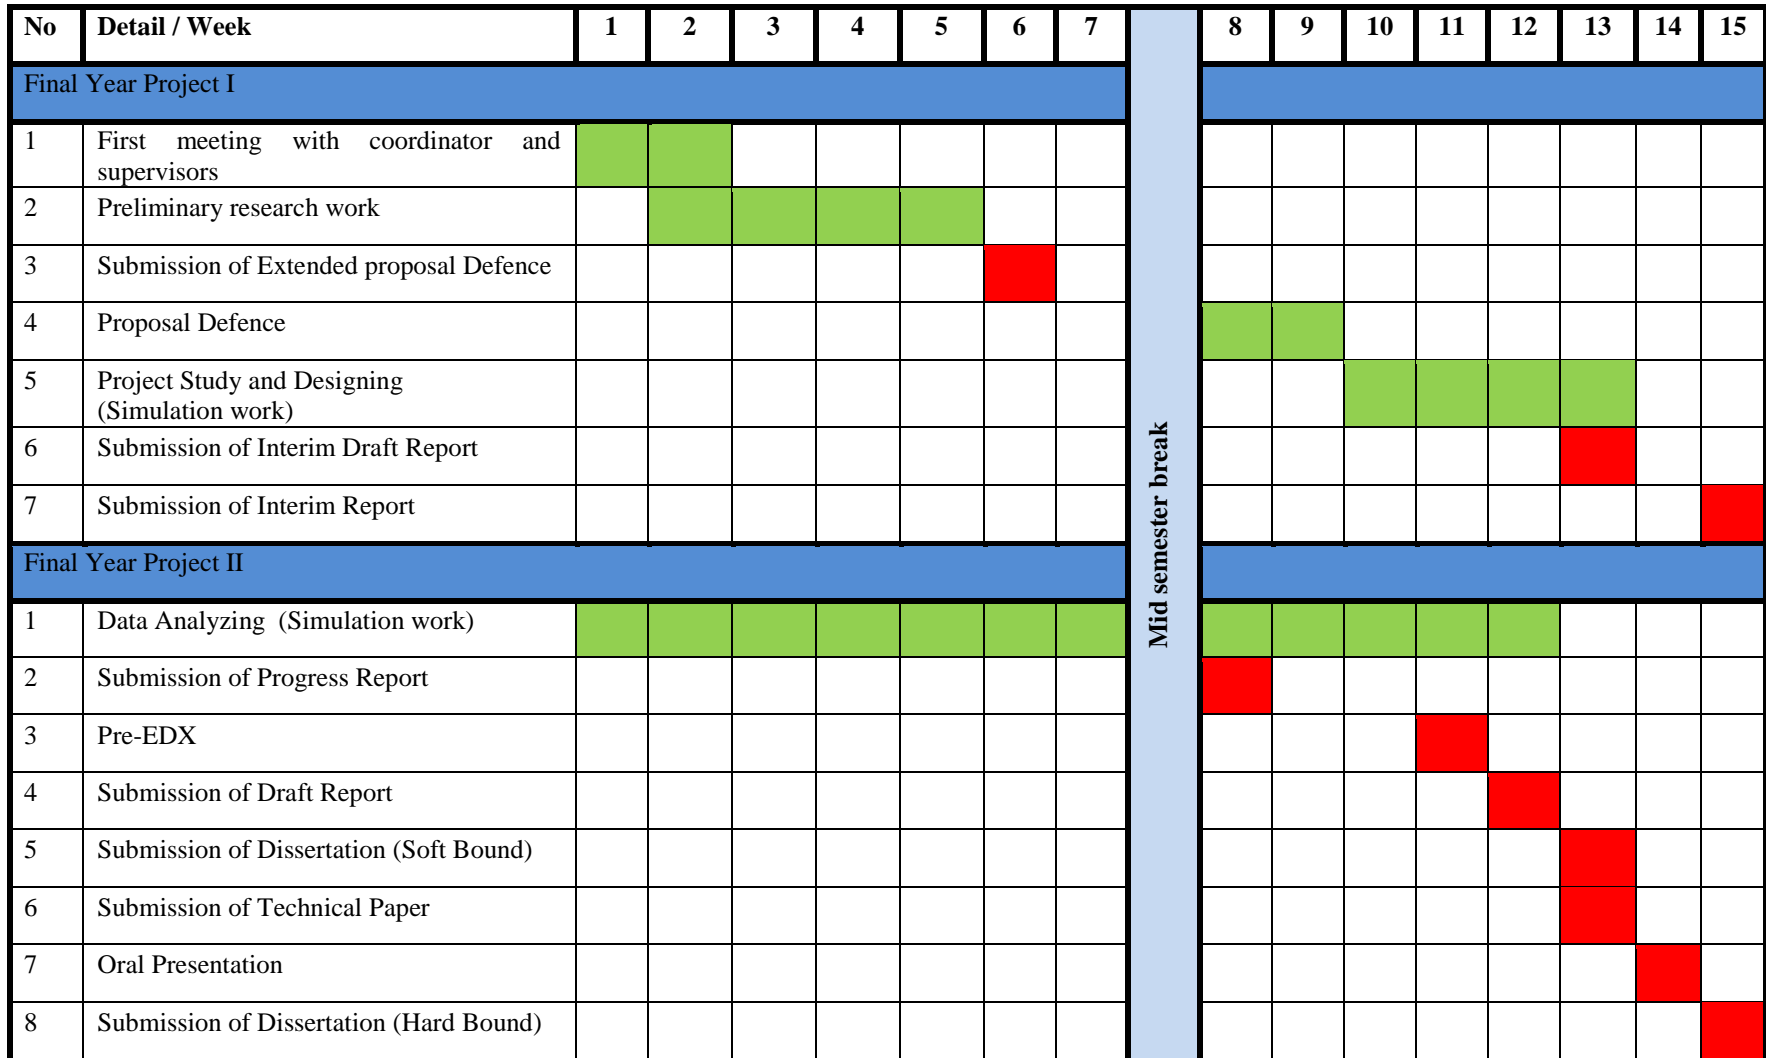 No Detail / Week 1 2 3 4 5 6 7 8 9 10 11 12 13 14 15
Final Year Project I
1 First meeting with coordinator and
supervisors
2 Preliminary research work
3 Submission of Extended proposal Defence
4 Proposal Defence
5 Project Study and Designing
(Simulation work)
6 Submission of Interim Draft Report
7 Submission of Interim Report
Mid semester break
Final Year Project II
1 Data Analyzing (Simulation work)
2 Submission of Progress Report
3 Pre-EDX
4 Submission of Draft Report
5 Submission of Dissertation (Soft Bound)
6 Submission of Technical Paper
7 Oral Presentation
8 Submission of Dissertation (Hard Bound)